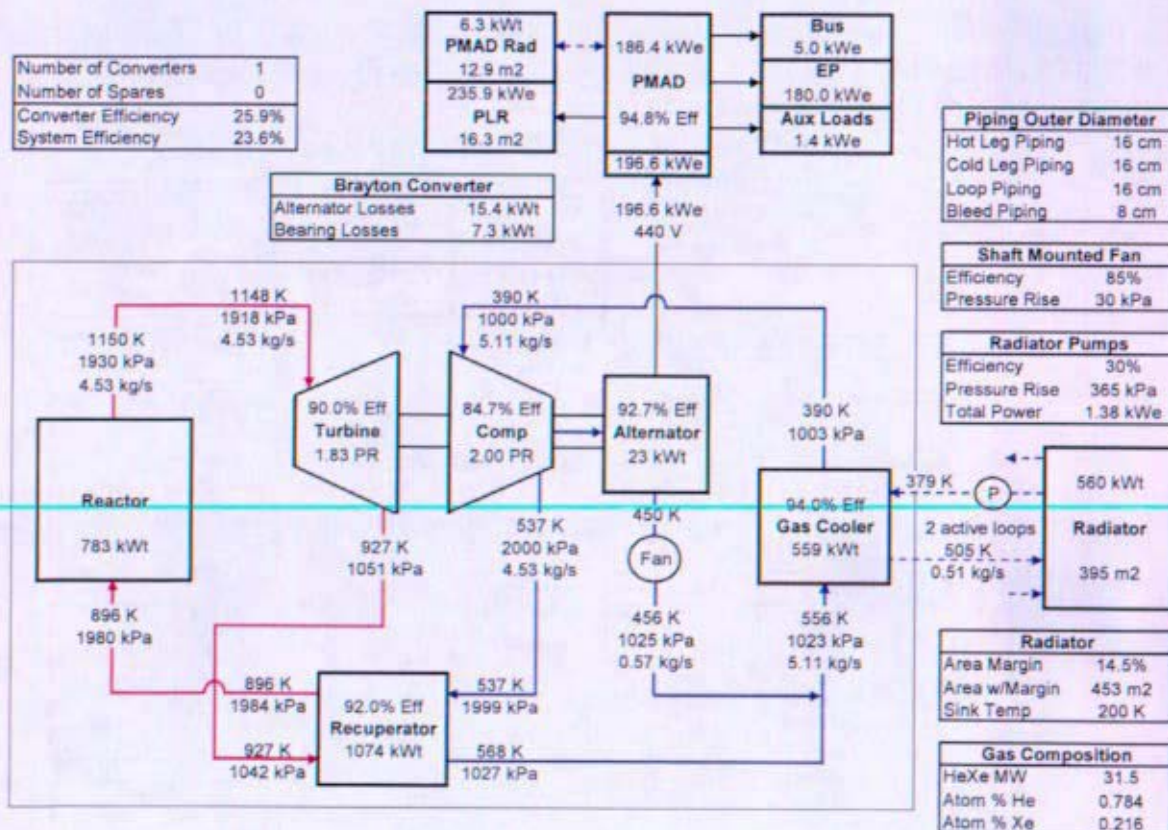 Number of Converters 1
Number of Spares 0
Converter Efficiency 25.9%
System Efficiency 23.6%
6.3 kWt
PMAD Rad
12.9 m2
235.9 kWe
PLR
16.3 m2
186.4 kWe
PMAD
94.8% Eff
196.6 kWe
Bus
5.0 kWe
EP
180.0 kWe
Aux Loads
1.4 kWe
Brayton Converter
Alternator Losses 15.4 kWt
Bearing Losses 7.3 kWt
196.6 kWe
440 V
Piping Outer Diameter
Hot Leg Piping 16 cm
Cold Leg Piping 16 cm
Loop Piping 16 cm
Bleed Piping 8 cm
Shaft Mounted Fan
Efficiency 85%
Pressure Rise 30 kPa
Radiator Pumps
Efficiency 30%
Pressure Rise 365 kPa
Total Power 1.38 kWe
1150 K
1930 kPa
4.53 kg/s
1148 K
1918 kPa
4.53 kg/s
390 K
1000 kPa
5.11 kg/s
90.0% Eff
Turbine
1.83 PR
84.7% Eff
Comp
2.00 PR
92.7% Eff
Alternator
23 kWt
390 K
1003 kPa
Reactor
783 kWt
927 K
1051 kPa
537 K
2000 kPa
4.53 kg/s
450 K
Fan
456 K
1025 kPa
0.57 kg/s
94.0% Eff
Gas Cooler
559 kWt
379 K
P
2 active loops
505 K
0.51 kg/s
560 kWt
Radiator
395 m2
556 K
1023 kPa
5.11 kg/s
896 K
1980 kPa
896 K
1984 kPa
927 K
1042 kPa
92.0% Eff
Recuperator
1074 kWt
537 K
1999 kPa
568 K
1027 kPa
Radiator
Area Margin 14.5%
Area w/Margin 453 m2
Sink Temp 200 K
Gas Composition
HeXe MW 31.5
Atom % He 0.784
Atom % Xe 0.216